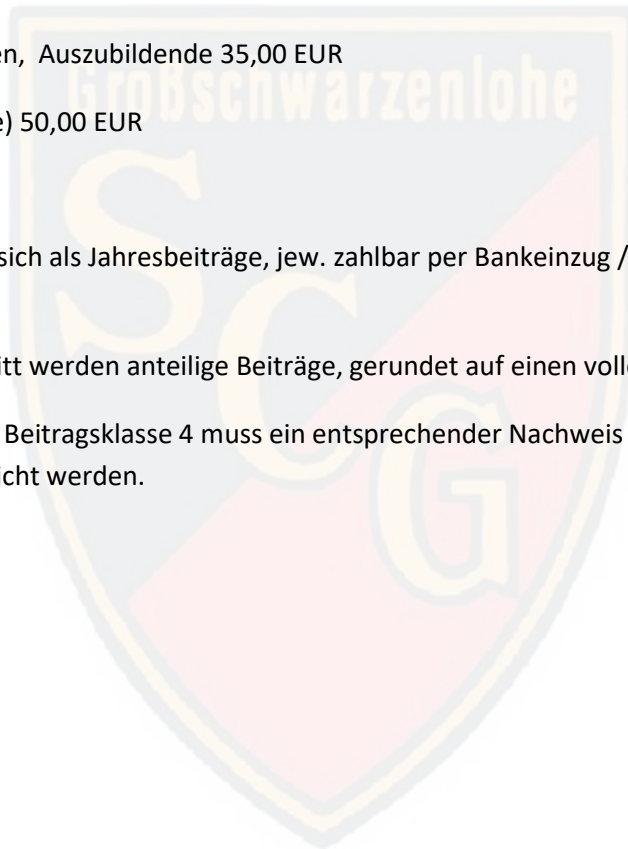 en, Auszubildende 35,00 EUR
Großschwarzenlohe
e) 50,00 EUR
S
sich als Jahresbeiträge, jew. zahlbar per Bankeinzug /
C
itt werden anteilige Beiträge, gerundet auf einen voll
Beitragsklasse 4 muss ein entsprechender Nachweis
icht werden.
G